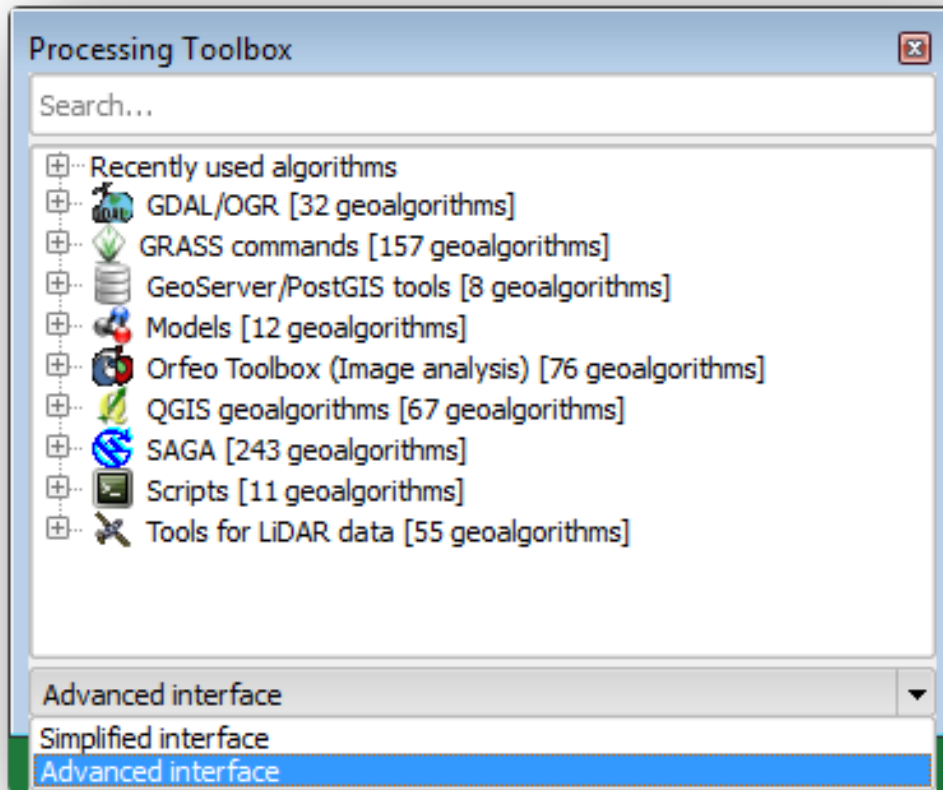 Processing Toolbox
Search...
Recently used algorithms
GDAL/OGR [32 geoalgorithms]
GRASS commands [157 geoalgorithms]
GeoServer/PostGIS tools [8 geoalgorithms]
Models [12 geoalgorithms]
Orfeo Toolbox (Image analysis) [76 geoalgorithms]
QGIS geoalgorithms [67 geoalgorithms]
SAGA [243 geoalgorithms]
Scripts [11 geoalgorithms]
Tools for LiDAR data [55 geoalgorithms]
Advanced interface
Simplified interface
Advanced interface